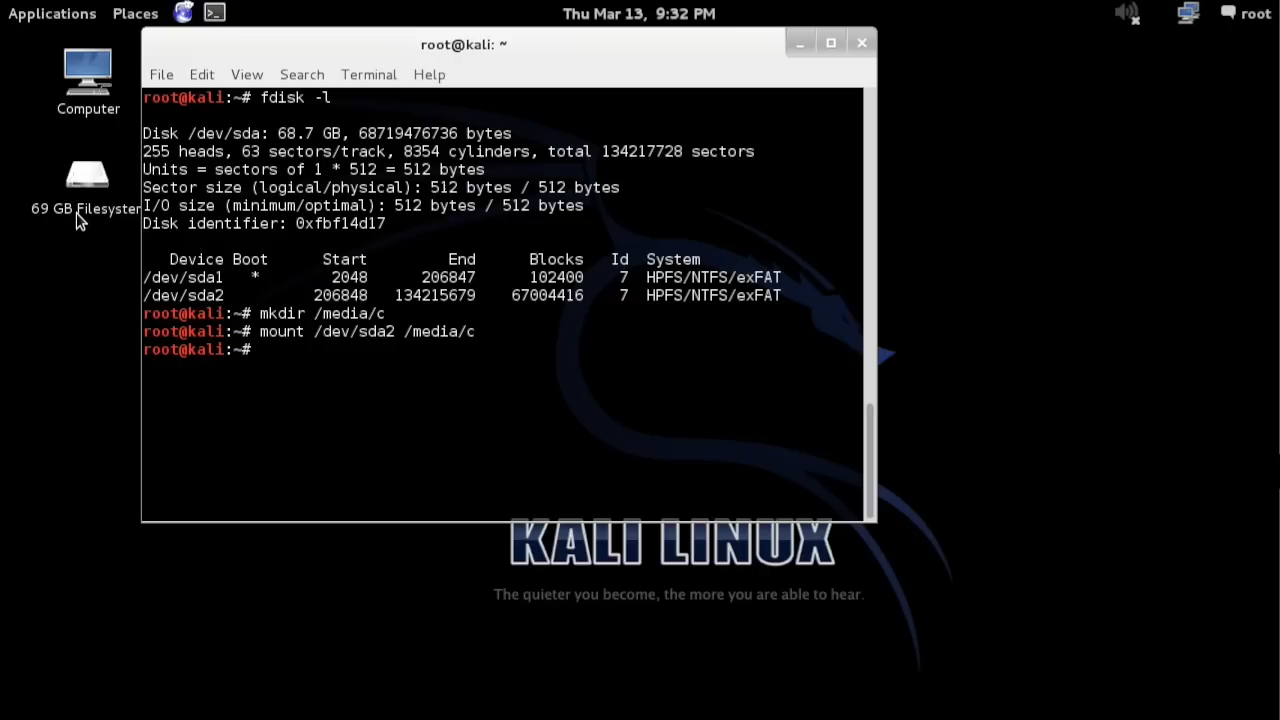 Applications Places Thu Mar 13, 9:32 PM root
root@kali: ~
File Edit View Search Terminal Help
Computer
69 GB Filesyster
root@kali:~# fdisk -l
Disk /dev/sda: 68.7 GB, 68719476736 bytes
255 heads, 63 sectors/track, 8354 cylinders, total 134217728 sectors
Units = sectors of 1 * 512 = 512 bytes
Sector size (logical/physical): 512 bytes / 512 bytes
I/O size (minimum/optimal): 512 bytes / 512 bytes
Disk identifier: 0xfbf14d17
Device Boot Start End Blocks Id System
/dev/sda1 * 2048 206847 102400 7 HPFS/NTFS/exFAT
/dev/sda2 206848 134215679 67004416 7 HPFS/NTFS/exFAT
root@kali:~# mkdir /media/c
root@kali:~# mount /dev/sda2 /media/c
root@kali:~#
KALI LINUX
The quieter you become, the more you are able to hear.